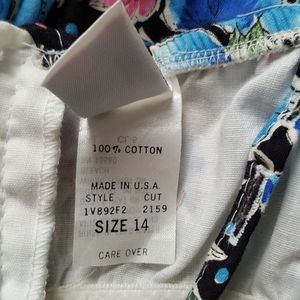 100% COTTON
MADE IN U.S.A.
STYLE CUT
1V892F2 2159
SIZE 14
CARE OVER